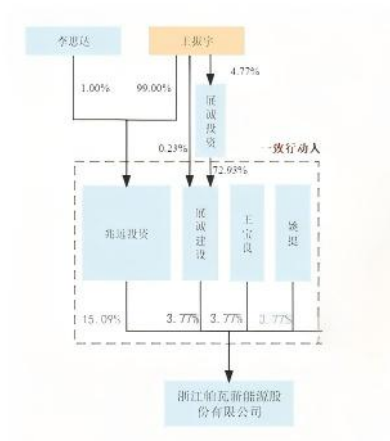 李思达
王振宇
4.77%
1.00%
99.00%
展诚投资
0.23%
一致行动人
72.93%
兆远投资
展诚建设
王宝良
姚挺
15.09%
3.77%
3.77%
3.77%
浙江帕瓦新能源股
份有限公司